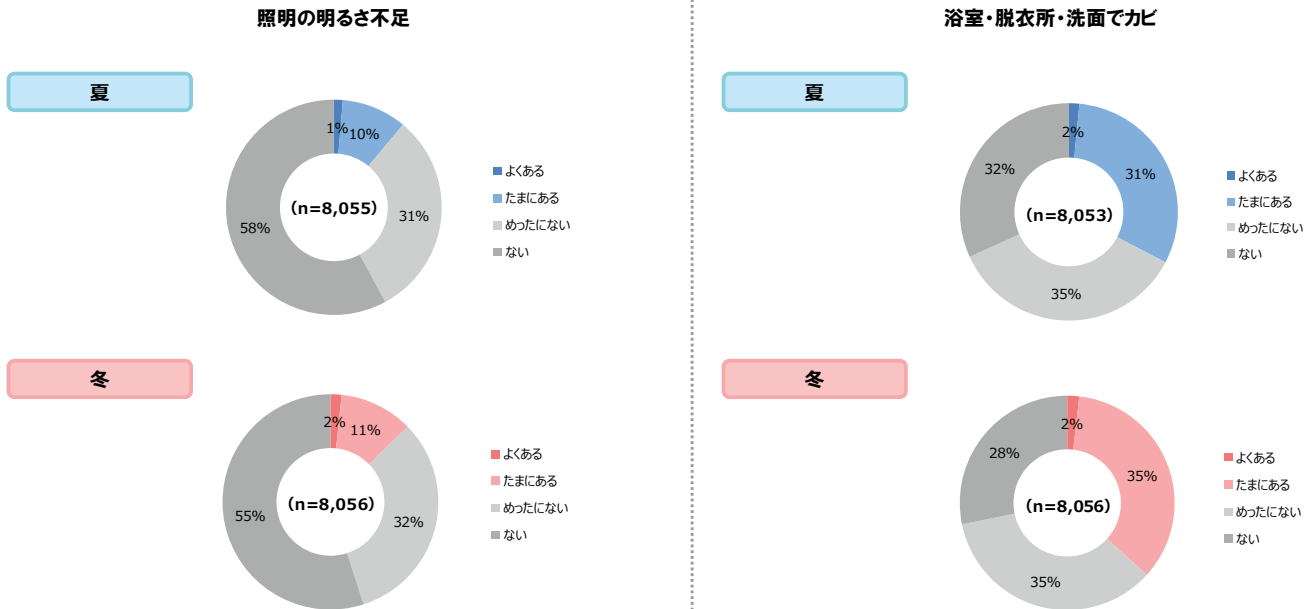 照明の明るさ不足
夏
1%
10%
31%
58%
（n=8,055）
よくある
たまにある
めったにない
ない
冬
2%
11%
32%
55%
（n=8,056）
よくある
たまにある
めったにない
ない
浴室・脱衣所・洗面でカビ
夏
2%
31%
35%
32%
（n=8,053）
よくある
たまにある
めったにない
ない
冬
2%
35%
35%
28%
（n=8,056）
よくある
たまにある
めったにない
ない